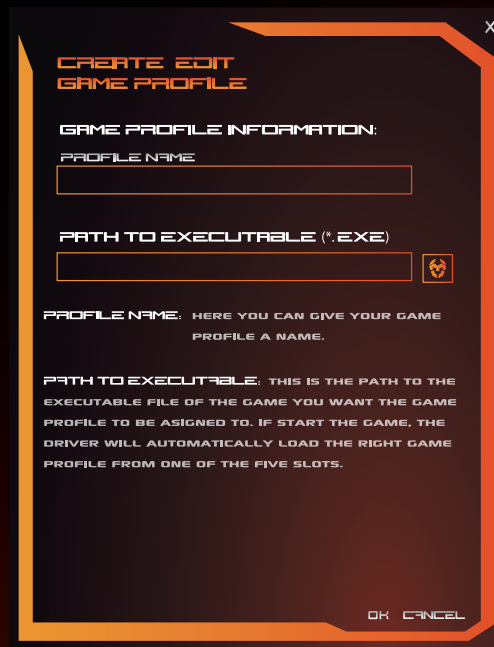 X
CREATE EDIT
GAME PROFILE
GAME PROFILE INFORMATION:
PROFILE NAME
PATH TO EXECUTABLE (*.EXE)
PROFILE NAME: HERE YOU CAN GIVE YOUR GAME
PROFILE A NAME.
PATH TO EXECUTABLE: THIS IS THE PATH TO THE
EXECUTABLE FILE OF THE GAME YOU WANT THE GAME
PROFILE TO BE ASIGNED TO. IF START THE GAME, THE
DRIVER WILL AUTOMATICALLY LOAD THE RIGHT GAME
PROFILE FROM ONE OF THE FIVE SLOTS.
OK CANCEL